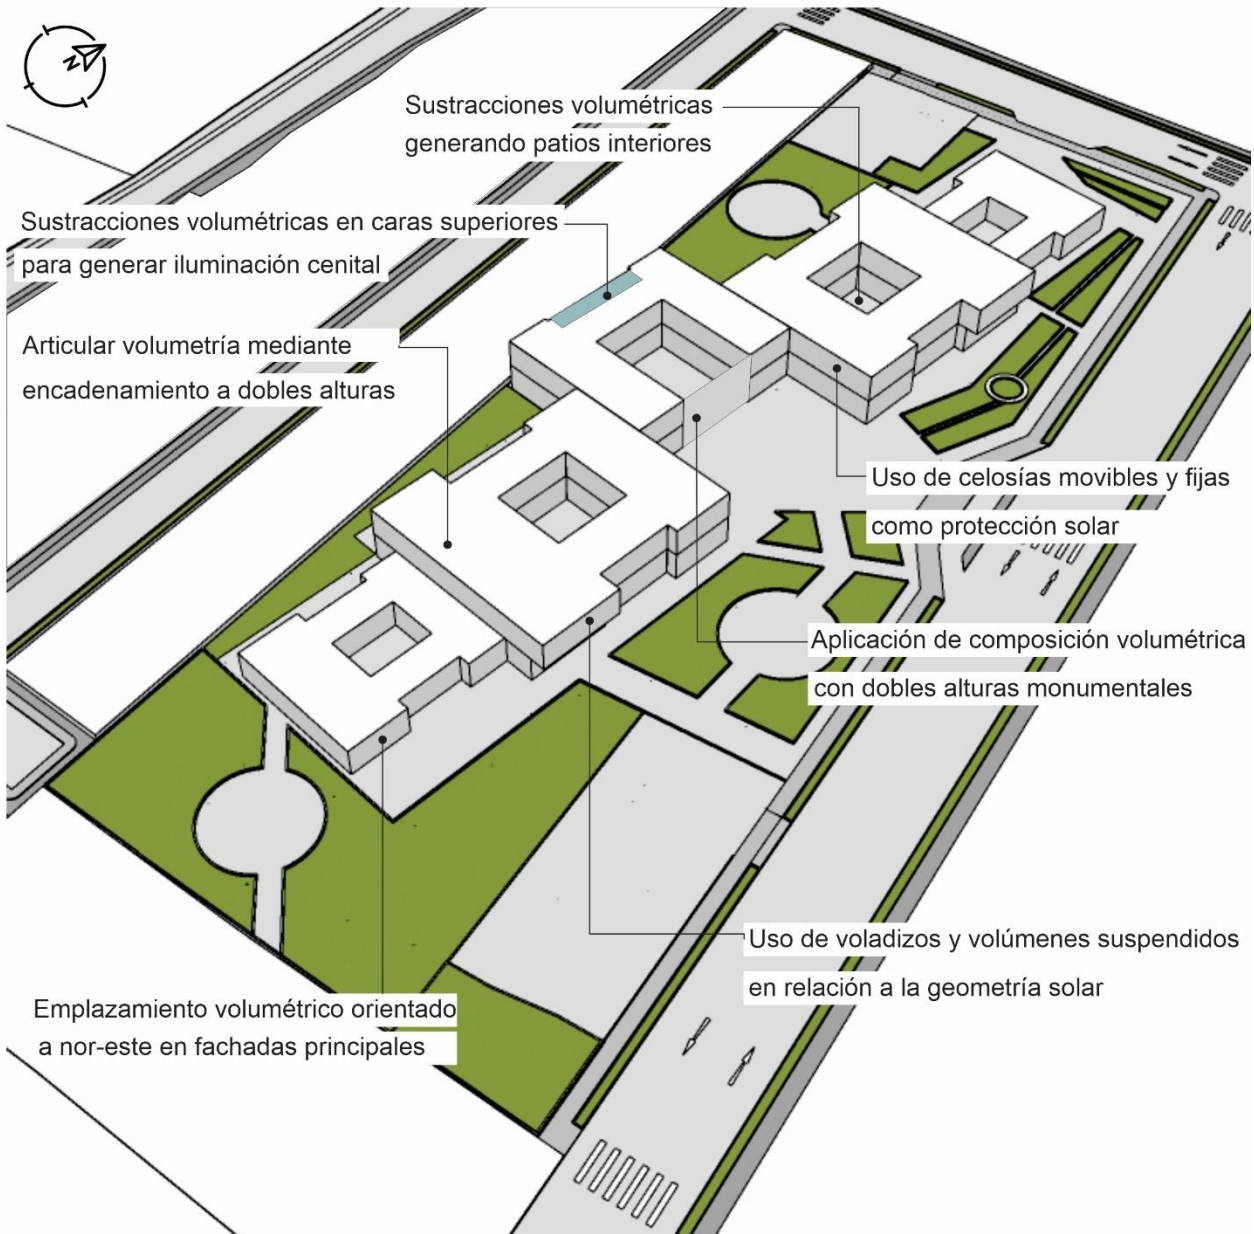 N
Sustracciones volumétricas
generando patios interiores
Sustracciones volumétricas en caras superiores
para generar iluminación cenital
Articular volumetría mediante
encadenamiento a dobles alturas
Uso de celosías movibles y fijas
como protección solar
Aplicación de composición volumétrica
con dobles alturas monumentales
Uso de voladizos y volúmenes suspendidos
en relación a la geometría solar
Emplazamiento volumétrico orientado
a nor-este en fachadas principales